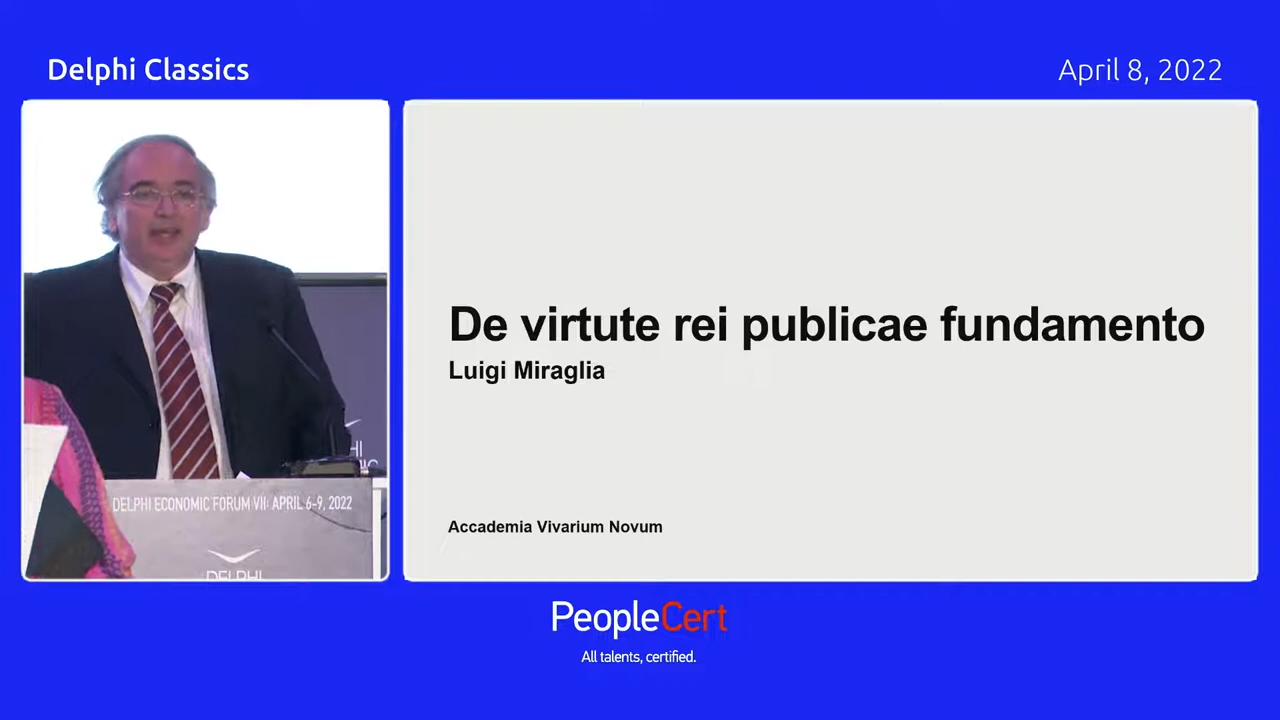 Delphi Classics
April 8, 2022
De virtute rei publicae fundamento
Luigi Miraglia
Accademia Vivarium Novum
DELPHI ECONOMIC FORUM VII: APRIL 6-9, 2022
DELPHI
PeopleCert
All talents, certified.